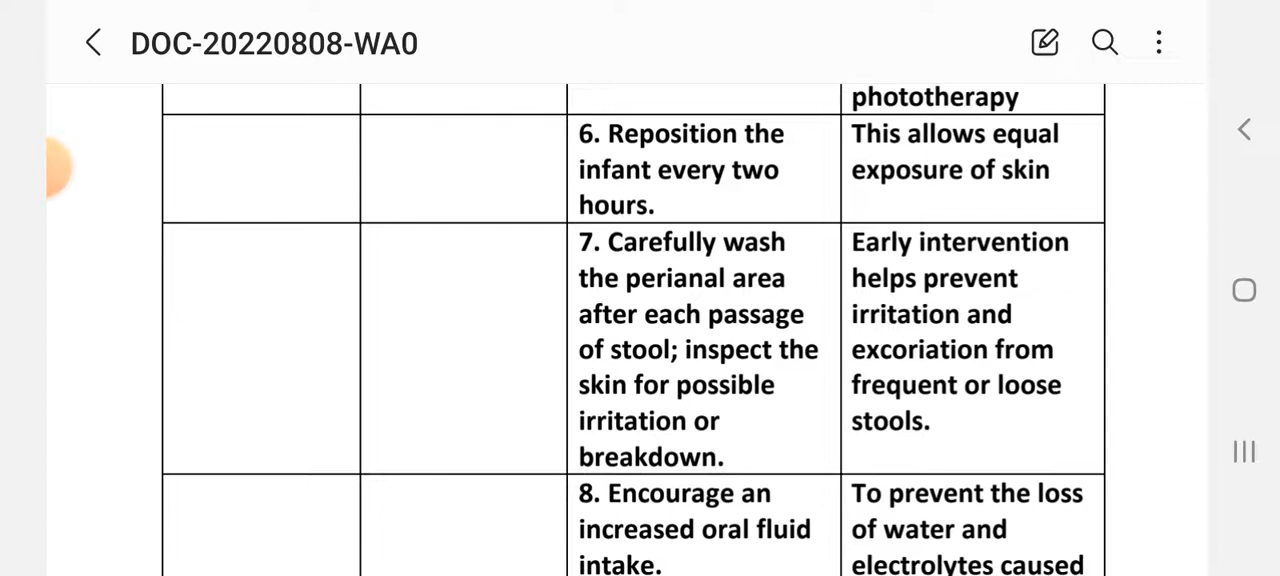 DOC-20220808-WA0
phototherapy
6. Reposition the
infant every two
hours.
This allows equal
exposure of skin
7. Carefully wash
the perianal area
after each passage
of stool; inspect the
skin for possible
irritation or
breakdown.
Early intervention
helps prevent
irritation and
excoriation from
frequent or loose
stools.
8. Encourage an
increased oral fluid
intake.
To prevent the loss
of water and
electrolytes caused